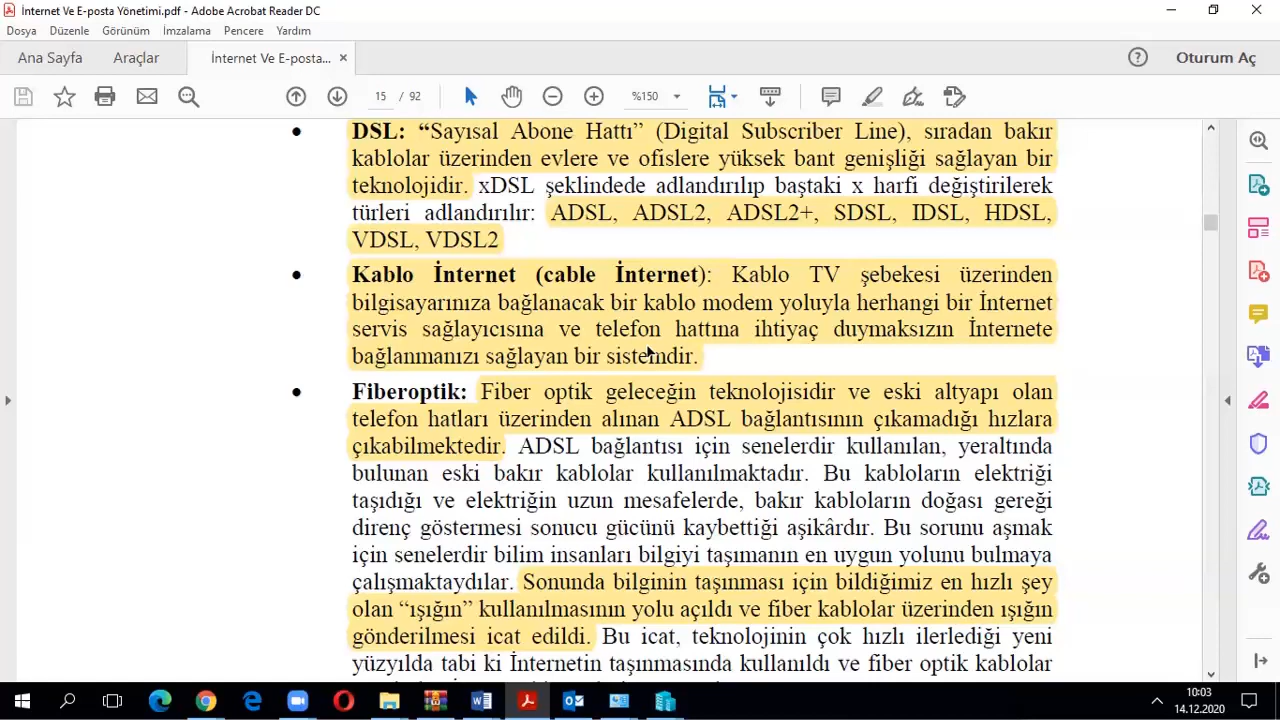 İnternet Ve E-posta Yönetimi.pdf - Adobe Acrobat Reader DC
Dosya Düzenle Görünüm İmzalama Pencere Yardım
Ana Sayfa Araçlar İnternet Ve E-posta... × ? Oturum Aç
15 / 92 %150
• DSL: “Sayısal Abone Hattı” (Digital Subscriber Line), sıradan bakır
kablolar üzerinden evlere ve ofislere yüksek bant genişliği sağlayan bir
teknolojidir. xDSL şeklindede adlandırılıp baştaki x harfi değiştirilerek
türleri adlandırılır: ADSL, ADSL2, ADSL2+, SDSL, IDSL, HDSL,
VDSL, VDSL2
• Kablo İnternet (cable İnternet): Kablo TV şebekesi üzerinden
bilgisayarınıza bağlanacak bir kablo modem yoluyla herhangi bir İnternet
servis sağlayıcısına ve telefon hattına ihtiyaç duymaksızın İnternete
bağlanmanızı sağlayan bir sistemdir.
• Fiberoptik: Fiber optik geleceğin teknolojisidir ve eski altyapı olan
telefon hatları üzerinden alınan ADSL bağlantısının çıkamadığı hızlara
çıkabilmektedir. ADSL bağlantısı için senelerdir kullanılan, yeraltında
bulunan eski bakır kablolar kullanılmaktadır. Bu kabloların elektriği
taşıdığı ve elektriğin uzun mesafelerde, bakır kabloların doğası gereği
direnç göstermesi sonucu gücünü kaybettiği aşikârdır. Bu sorunu aşmak
için senelerdir bilim insanları bilgiyi taşımanın en uygun yolunu bulmaya
çalışmaktaydılar. Sonunda bilginin taşınması için bildiğimiz en hızlı şey
olan “ışığın” kullanılmasının yolu açıldı ve fiber kablolar üzerinden ışığın
gönderilmesi icat edildi. Bu icat, teknolojinin çok hızlı ilerlediği yeni
yüzyılda tabi ki İnternetin taşınmasında kullanıldı ve fiber optik kablolar
10:03
14.12.2020